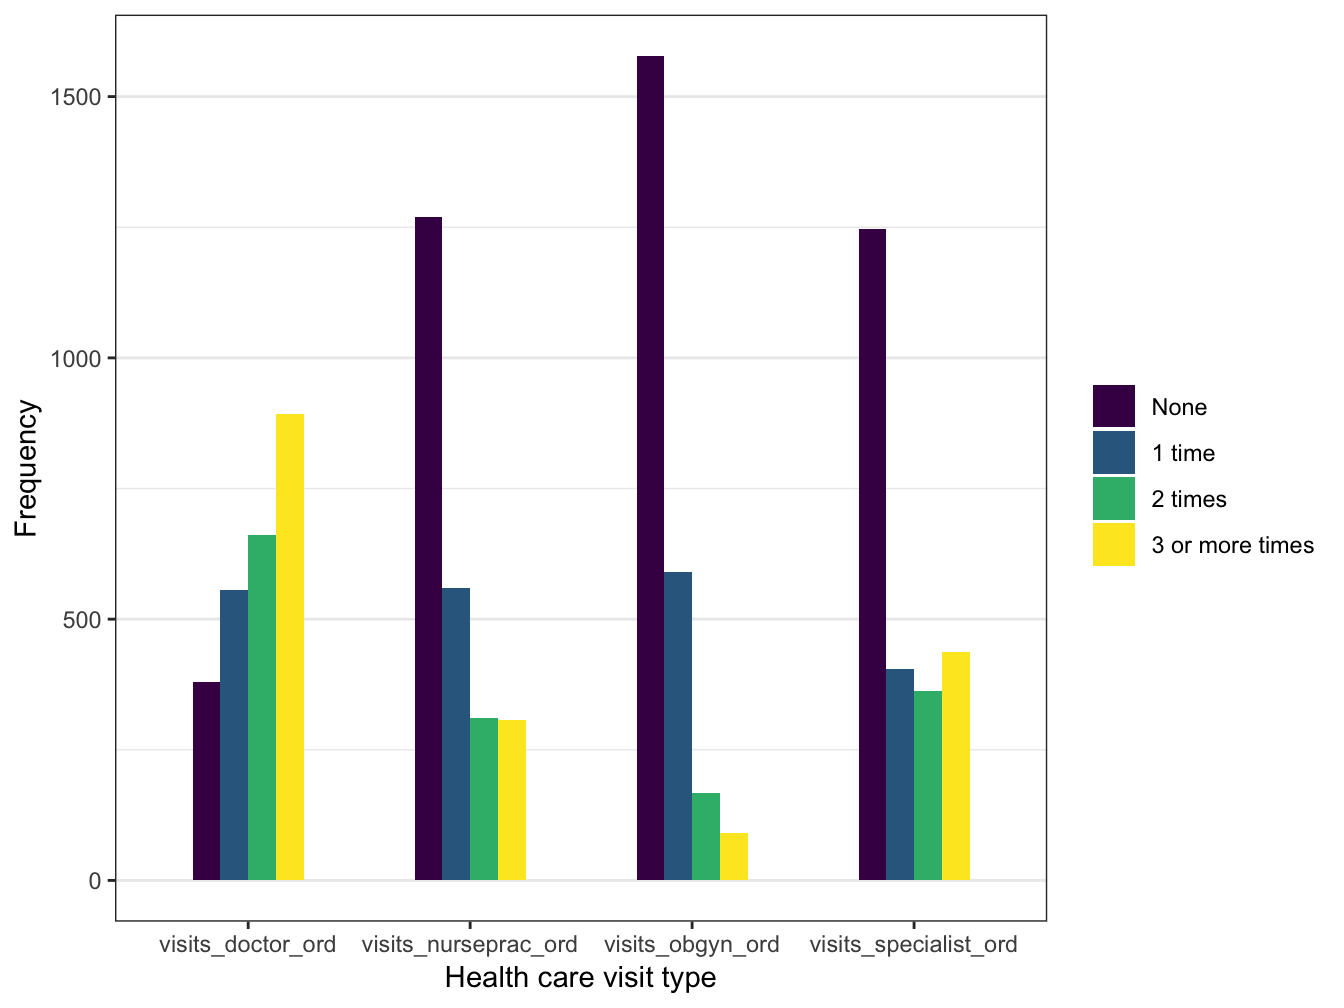 1500
1000
500
0
Frequency
visits_doctor_ord visits_nurseprac_ord visits_obgyn_ord visits_specialist_ord
Health care visit type
None
1 time
2 times
3 or more times